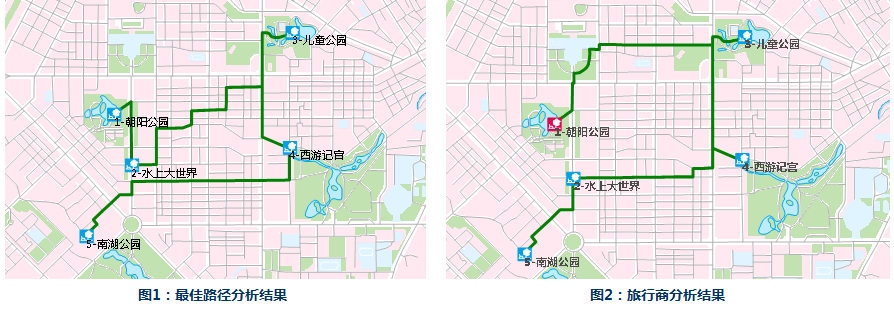 3-儿童公园
1-朝阳公园
4-西游记宫
2-水上大世界
5-南湖公园
图1：最佳路径分析结果
3-儿童公园
1-朝阳公园
4-西游记宫
2-水上大世界
5-南湖公园
图2：旅行商分析结果